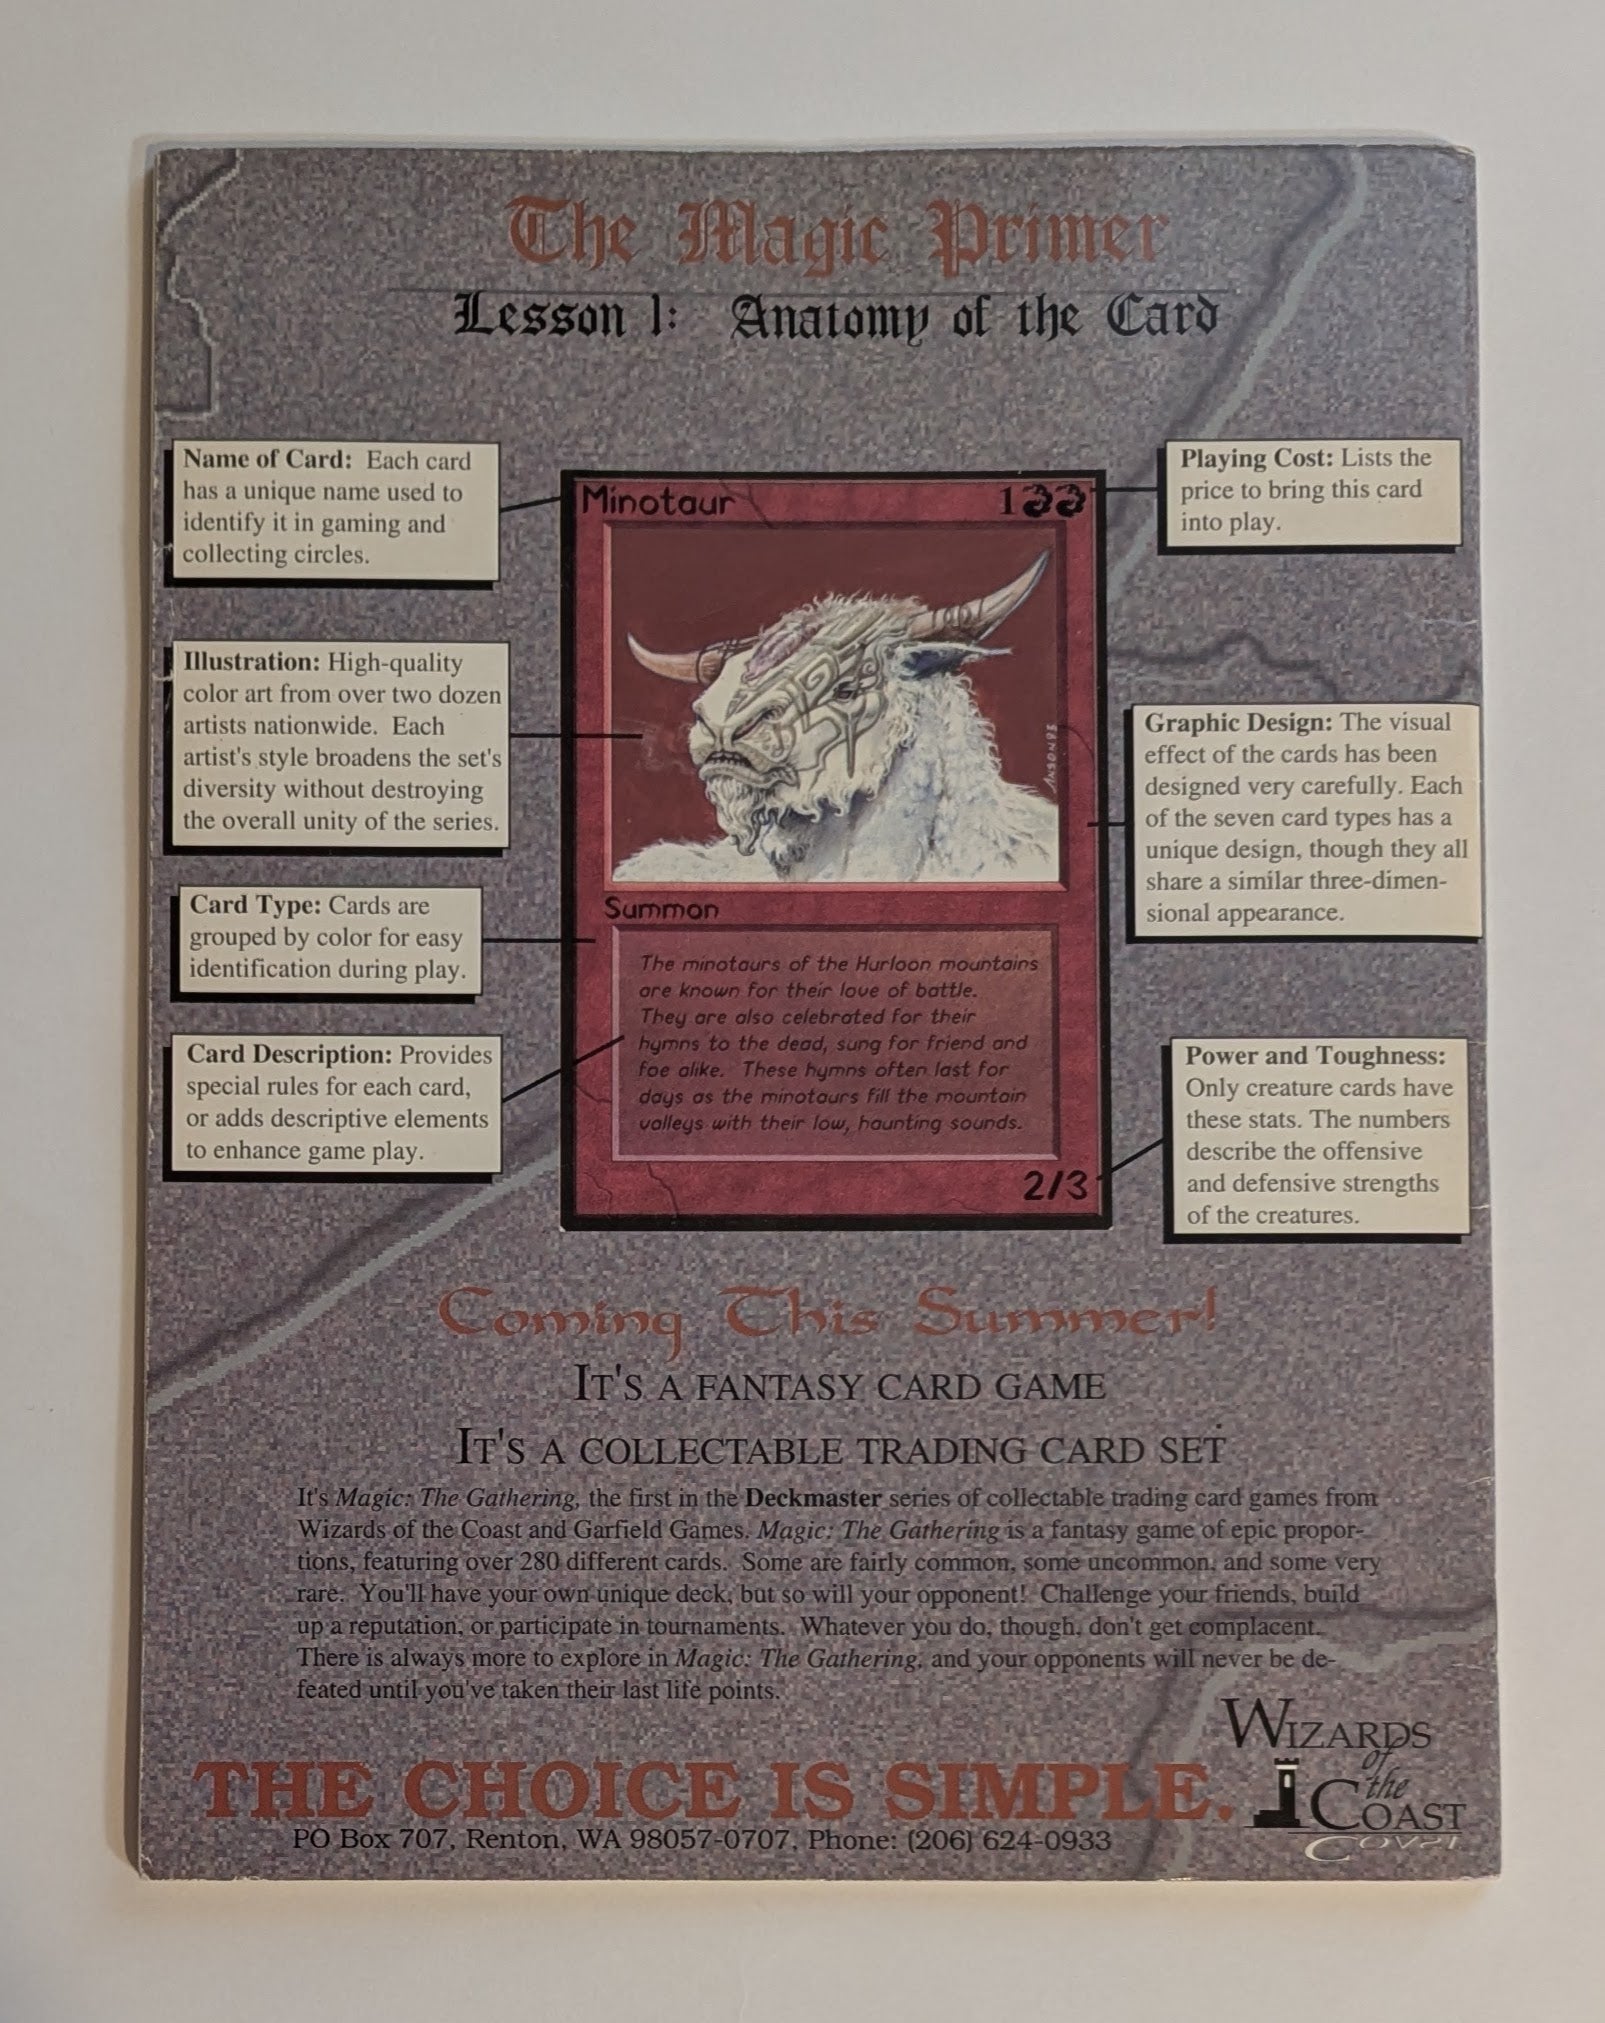 The Magic Primer
Lesson 1: Anatomy of the Card
Name of Card: Each card
has a unique name used to
identify it in gaming and
collecting circles.
Illustration: High-quality
color art from over two dozen
artists nationwide. Each
artist's style broadens the set's
diversity without destroying
the overall unity of the series.
Card Type: Cards are
grouped by color for easy
identification during play.
Card Description: Provides
special rules for each card,
or adds descriptive elements
to enhance game play.
Minotaur
1
ANSON93
Summon
The minotaurs of the Hurloon mountains
are known for their love of battle.
They are also celebrated for their
hymns to the dead, sung for friend and
foe alike. These hymns often last for
days as the minotaurs fill the mountain
valleys with their low, haunting sounds.
2/3
Playing Cost: Lists the
price to bring this card
into play.
Graphic Design: The visual
effect of the cards has been
designed very carefully. Each
of the seven card types has a
unique design, though they all
share a similar three-dimen-
sional appearance.
Power and Toughness:
Only creature cards have
these stats. The numbers
describe the offensive
and defensive strengths
of the creatures.
Coming This Summer!
IT'S A FANTASY CARD GAME
IT'S A COLLECTABLE TRADING CARD SET
It's Magic: The Gathering, the first in the Deckmaster series of collectable trading card games from
Wizards of the Coast and Garfield Games. Magic: The Gathering is a fantasy game of epic propor-
tions, featuring over 280 different cards. Some are fairly common, some uncommon, and some very
rare. You'll have your own unique deck, but so will your opponent! Challenge your friends, build
up a reputation, or participate in tournaments. Whatever you do, though, don't get complacent.
There is always more to explore in Magic: The Gathering, and your opponents will never be de-
feated until you've taken their last life points.
THE CHOICE IS SIMPLE.
PO Box 707, Renton, WA 98057-0707, Phone: (206) 624-0933
WIZARDS
of
the
COAST